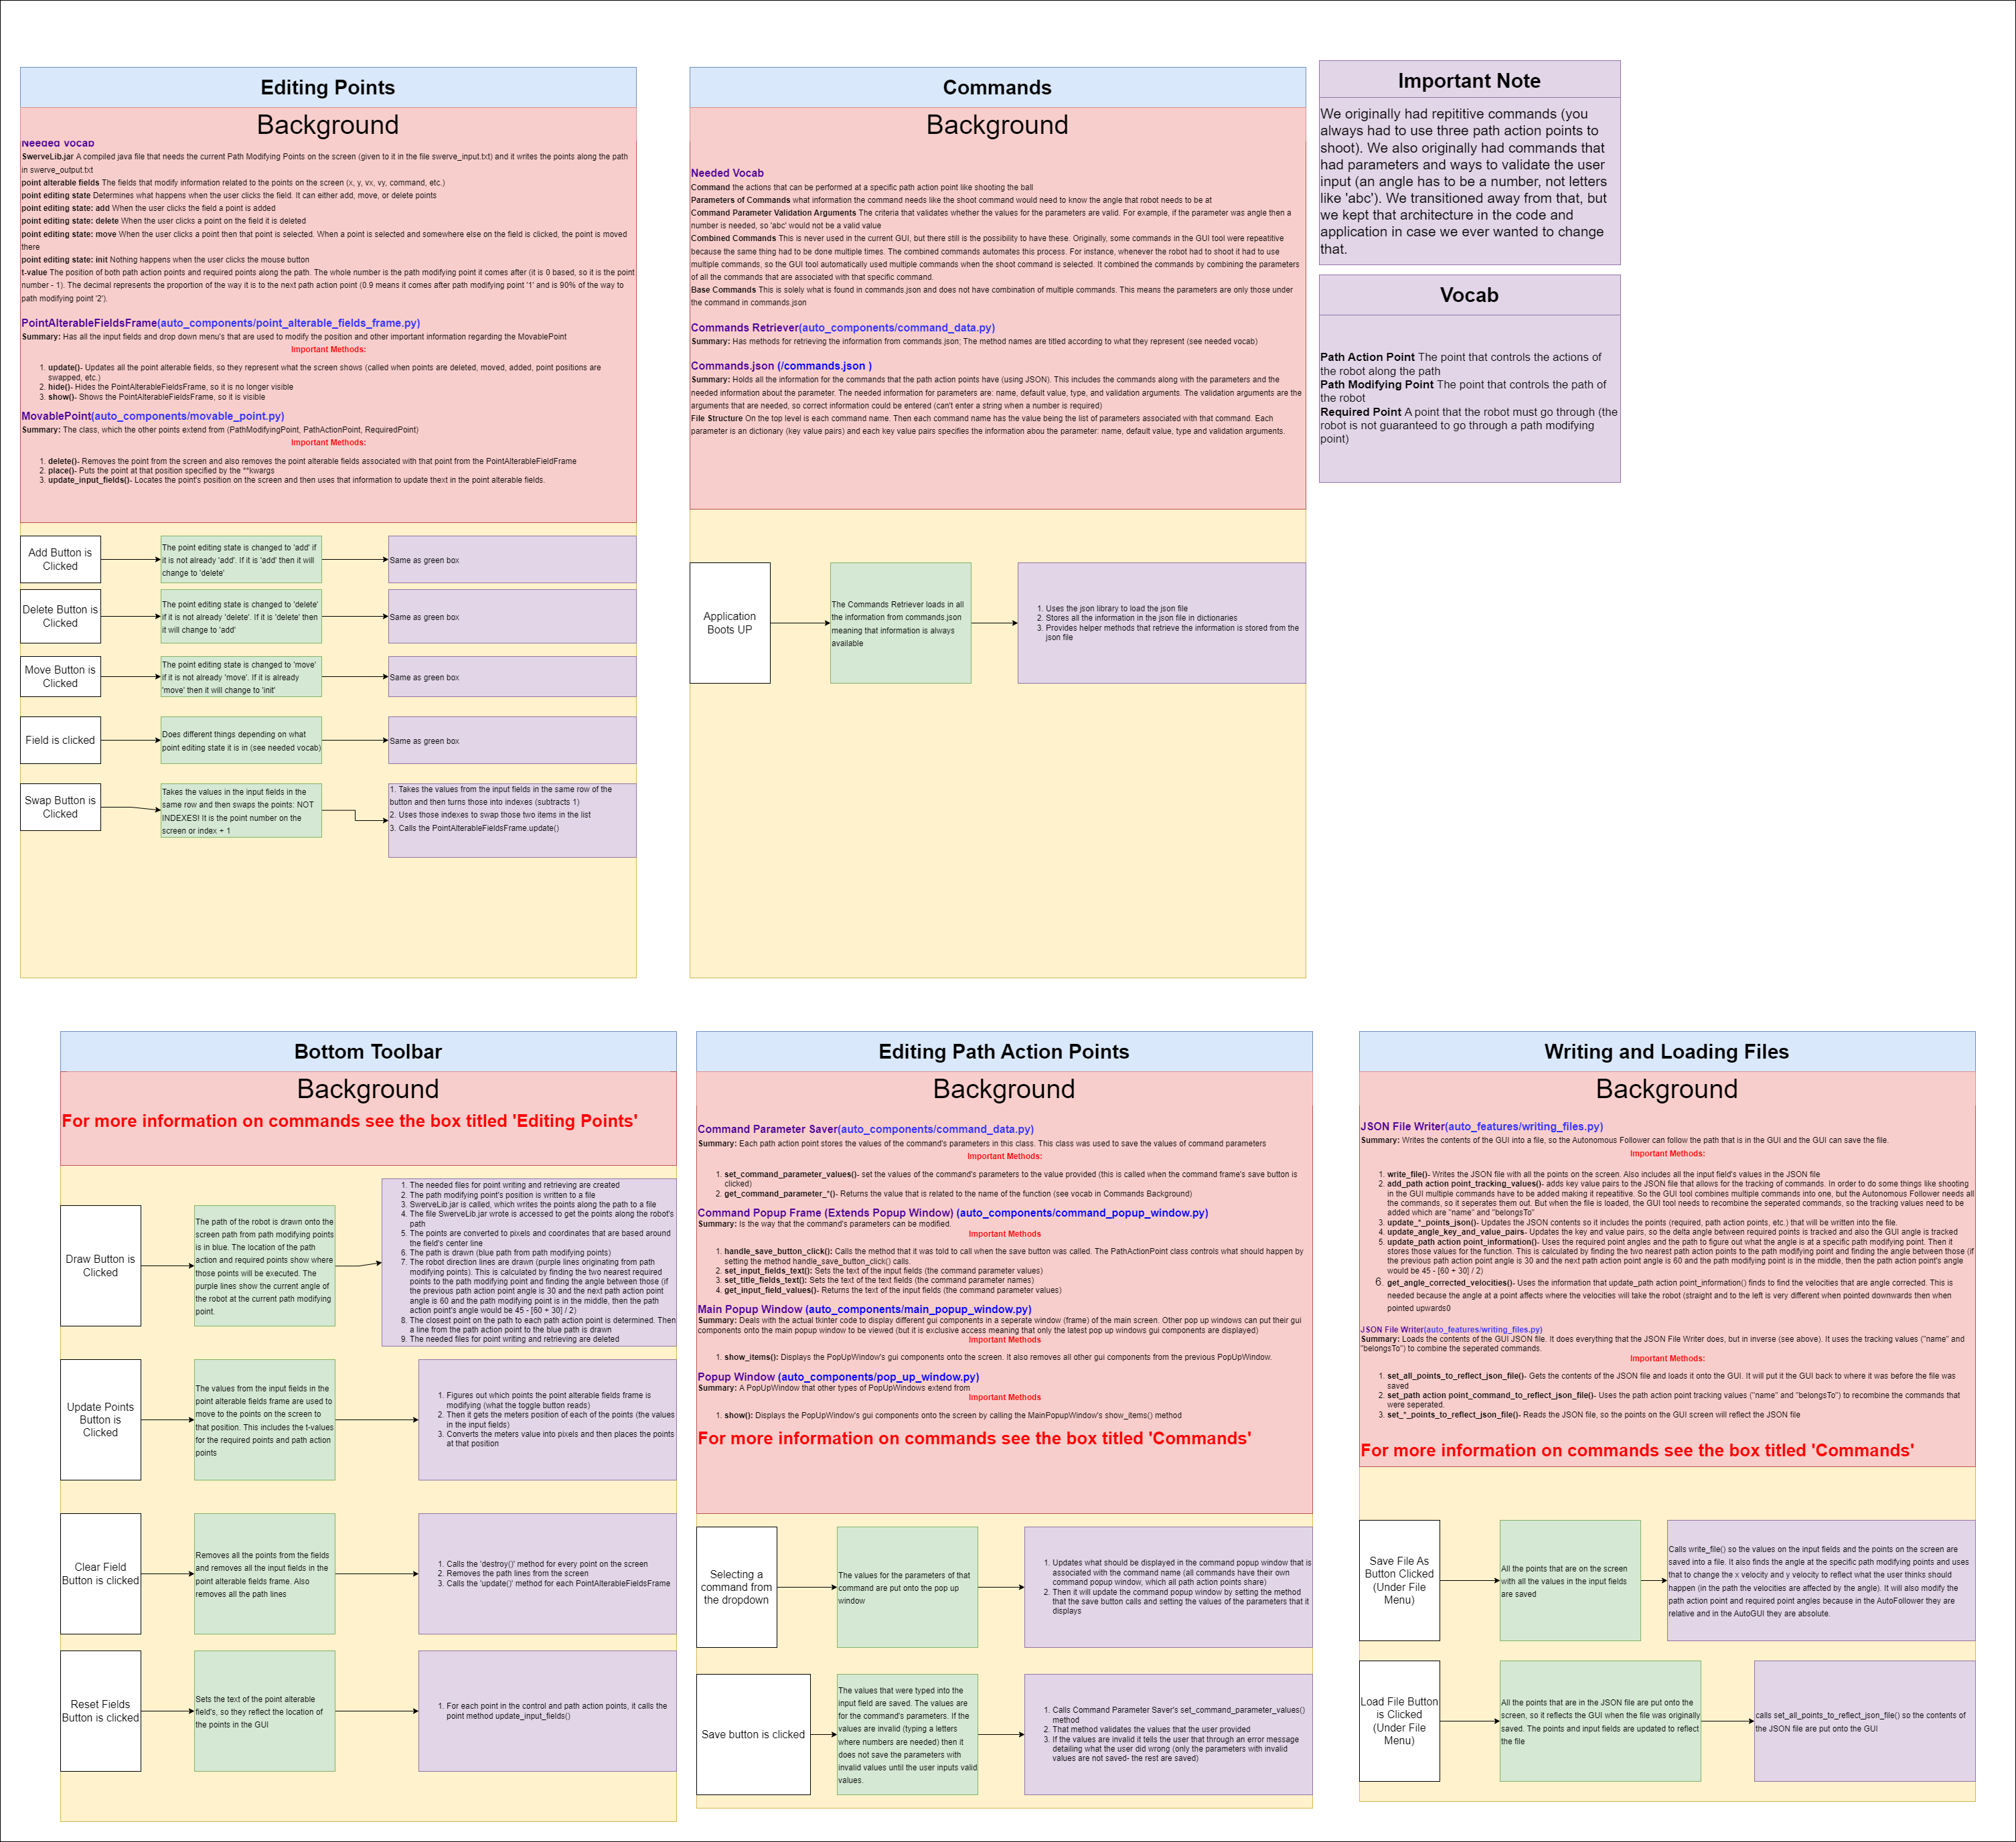 Editing Points
Background
Needed Vocab
SwerveLib.jar A compiled java file that needs the current Path Modifying Points on the screen (given to it in the file swerve_input.txt) and it writes the points along the path
in swerve_output.txt
point alterable fields The fields that modify information related to the points on the screen (x, y, vx, vy, command, etc.)
point editing state Determines what happens when the user clicks the field. It can either add, move, or delete points
point editing state: add When the user clicks the field a point is added
point editing state: delete When the user clicks a point on the field it is deleted
point editing state: move When the user clicks a point then that point is selected. When a point is selected and somewhere else on the field is clicked, the point is moved
there
point editing state: init Nothing happens when the user clicks the mouse button
t-value The position of both path action points and required points along the path. The whole number is the path modifying point it comes after (it is 0 based, so it is the point
number - 1). The decimal represents the proportion of the way it is to the next path action point (0.9 means it comes after path modifying point '1' and is 90% of the way to
path modifying point '2').
PointAlterableFieldsFrame(auto_components/point_alterable_fields_frame.py)
Summary: Has all the input fields and drop down menu's that are used to modify the position and other important information regarding the MovablePoint
Important Methods:
1. update()- Updates all the point alterable fields, so they represent what the screen shows (called when points are deleted, moved, added, point positions are
swapped, etc.)
2. hide()- Hides the PointAlterableFieldsFrame, so it is no longer visible
3. show()- Shows the PointAlterableFieldsFrame, so it is visible
MovablePoint(auto_components/movable_point.py)
Summary: The class, which the other points extend from (PathModifyingPoint, PathActionPoint, RequiredPoint)
Important Methods:
1. delete()- Removes the point from the screen and also removes the point alterable fields associated with that point from the PointAlterableFieldFrame
2. place()- Puts the point at that position specified by the **kwargs
3. update_input_fields()- Locates the point's position on the screen and then uses that information to update thext in the point alterable fields.
Add Button is
Clicked
The point editing state is changed to 'add' if
it is not already 'add'. If it is 'add' then it will
change to 'delete'
Same as green box
Delete Button is
Clicked
The point editing state is changed to 'delete'
if it is not already 'delete'. If it is 'delete' then
it will change to 'add'
Same as green box
Move Button is
Clicked
The point editing state is changed to 'move'
if it is not already 'move'. If it is already
'move' then it will change to 'init'
Same as green box
Field is clicked
Does different things depending on what
point editing state it is in (see needed vocab)
Same as green box
Swap Button is
Clicked
Takes the values in the input fields in the
same row and then swaps the points: NOT
INDEXES! It is the point number on the
screen or index + 1
1. Takes the values from the input fields in the same row of the
button and then turns those into indexes (subtracts 1)
2. Uses those indexes to swap those two items in the list
3. Calls the PointAlterableFieldsFrame.update()
Commands
Background
Needed Vocab
Command the actions that can be performed at a specific path action point like shooting the ball
Parameters of Commands what information the command needs like the shoot command would need to know the angle that robot needs to be at
Command Parameter Validation Arguments The criteria that validates whether the values for the parameters are valid. For example, if the parameter was angle then a
number is needed, so 'abc' would not be a valid value
Combined Commands This is never used in the current GUI, but there still is the possibility to have these. Originally, some commands in the GUI tool were repeatitive
because the same thing had to be done multiple times. The combined commands automates this process. For instance, whenever the robot had to shoot it had to use
multiple commands, so the GUI tool automatically used multiple commands when the shoot command is selected. It combined the commands by combining the parameters
of all the commands that are associated with that specific command.
Base Commands This is solely what is found in commands.json and does not have combination of multiple commands. This means the parameters are only those under
the command in commands.json
Commands Retriever(auto_components/command_data.py)
Summary: Has methods for retrieving the information from commands.json; The method names are titled according to what they represent (see needed vocab)
Commands.json (/commands.json )
Summary: Holds all the information for the commands that the path action points have (using JSON). This includes the commands along with the parameters and the
needed information about the parameter. The needed information for parameters are: name, default value, type, and validation arguments. The validation arguments are the
arguments that are needed, so correct information could be entered (can't enter a string when a number is required)
File Structure On the top level is each command name. Then each command name has the value being the list of parameters associated with that command. Each
parameter is an dictionary (key value pairs) and each key value pairs specifies the information abou the parameter: name, default value, type and validation arguments.
Application
Boots UP
The Commands Retriever loads in all
the information from commands.json
meaning that information is always
available
1. Uses the json library to load the json file
2. Stores all the information in the json file in dictionaries
3. Provides helper methods that retrieve the information is stored from the
json file
Important Note
We originally had repititive commands (you
always had to use three path action points to
shoot). We also originally had commands that
had parameters and ways to validate the user
input (an angle has to be a number, not letters
like 'abc'). We transitioned away from that, but
we kept that architecture in the code and
application in case we ever wanted to change
that.
Vocab
Path Action Point The point that controls the actions of
the robot along the path
Path Modifying Point The point that controls the path of
the robot
Required Point A point that the robot must go through (the
robot is not guaranteed to go through a path modifying
point)
Bottom Toolbar
Background
For more information on commands see the box titled 'Editing Points'
Draw Button is
Clicked
The path of the robot is drawn onto the
screen path from path modifying points
is in blue. The location of the path
action and required points show where
those points will be executed. The
purple lines show the current angle of
the robot at the current path modifying
point.
1. The needed files for point writing and retrieving are created
2. The path modifying point's position is written to a file
3. SwerveLib.jar is called, which writes the points along the path to a file
4. The file SwerveLib.jar wrote is accessed to get the points along the robot's
path
5. The points are converted to pixels and coordinates that are based around
the field's center line
6. The path is drawn (blue path from path modifying points)
7. The robot direction lines are drawn (purple lines originating from path
modifying points). This is calculated by finding the two nearest required
points to the path modifying point and finding the angle between those (if
the previous path action point angle is 30 and the next path action point
angle is 60 and the path modifying point is in the middle, then the path
action point's angle would be 45 - [60 + 30] / 2)
8. The closest point on the path to each path action point is determined. Then
a line from the path action point to the blue path is drawn
9. The needed files for point writing and retrieving are deleted
Update Points
Button is
Clicked
The values from the input fields in the
point alterable fields frame are used to
move to the points on the screen to
that position. This includes the t-values
for the required points and path action
points
1. Figures out which points the point alterable fields frame is
modifying (what the toggle button reads)
2. Then it gets the meters position of each of the points (the values
in the input fields)
3. Converts the meters value into pixels and then places the points
at that position
Clear Field
Button is clicked
Removes all the points from the fields
and removes all the input fields in the
point alterable fields frame. Also
removes all the path lines
1. Calls the 'destroy()' method for every point on the screen
2. Removes the path lines from the screen
3. Calls the 'update()' method for each PointAlterableFieldsFrame
Reset Fields
Button is clicked
Sets the text of the point alterable
field's, so they reflect the location of
the points in the GUI
1. For each point in the control and path action points, it calls the
point method update_input_fields()
Editing Path Action Points
Background
Command Parameter Saver(auto_components/command_data.py)
Summary: Each path action point stores the values of the command's parameters in this class. This class was used to save the values of command parameters
Important Methods:
1. set_command_parameter_values()- set the values of the command's parameters to the value provided (this is called when the command frame's save button is
clicked)
2. get_command_parameter_*()- Returns the value that is related to the name of the function (see vocab in Commands Background)
Command Popup Frame (Extends Popup Window) (auto_components/command_popup_window.py)
Summary: Is the way that the command's parameters can be modified.
Important Methods
1. handle_save_button_click(): Calls the method that it was told to call when the save button was called. The PathActionPoint class controls what should happen by
setting the method handle_save_button_click() calls.
2. set_input_fields_text(): Sets the text of the input fields (the command parameter values)
3. set_title_fields_text(): Sets the text of the text fields (the command parameter names)
4. get_input_field_values()- Returns the text of the input fields (the command parameter values)
Main Popup Window (auto_components/main_popup_window.py)
Summary: Deals with the actual tkinter code to display different gui components in a seperate window (frame) of the main screen. Other pop up windows can put their gui
components onto the main popup window to be viewed (but it is exclusive access meaning that only the latest pop up windows gui components are displayed)
Important Methods
1. show_items(): Displays the PopUpWindow's gui components onto the screen. It also removes all other gui components from the previous PopUpWindow.
Popup Window (auto_components/pop_up_window.py)
Summary: A PopUpWindow that other types of PopUpWindows extend from
Important Methods
1. show(): Displays the PopUpWindow's gui components onto the screen by calling the MainPopupWindow's show_items() method
For more information on commands see the box titled 'Commands'
Selecting a
command from
the dropdown
The values for the parameters of that
command are put onto the pop up
window
1. Updates what should be displayed in the command popup window that is
associated with the command name (all commands have their own
command popup window, which all path action points share)
2. Then it will update the command popup window by setting the method
that the save button calls and setting the values of the parameters that it
displays
Save button is clicked
The values that were typed into the
input field are saved. The values are
for the command's parameters. If the
values are invalid (typing a letters
where numbers are needed) then it
does not save the parameters with
invalid values until the user inputs valid
values.
1. Calls Command Parameter Saver's set_command_parameter_values()
method
2. That method validates the values that the user provided
3. If the values are invalid it tells the user that through an error message
detailing what the user did wrong (only the parameters with invalid
values are not saved- the rest are saved)
Writing and Loading Files
Background
JSON File Writer(auto_features/writing_files.py)
Summary: Writes the contents of the GUI into a file, so the Autonomous Follower can follow the path that is in the GUI and the GUI can save the file.
Important Methods:
1. write_file()- Writes the JSON file with all the points on the screen. Also includes all the input field's values in the JSON file
2. add_path action point_tracking_values()- adds key value pairs to the JSON file that allows for the tracking of commands. In order to do some things like shooting
in the GUI multiple commands have to be added making it repeatitive. So the GUI tool combines multiple commands into one, but the Autonomous Follower needs all
the commands, so it seperates them out. But when the file is loaded, the GUI tool needs to recombine the seperated commands, so the tracking values need to be
added which are "name" and "belongsTo"
3. update_*_points_json()- Updates the JSON contents so it includes the points (required, path action points, etc.) that will be written into the file.
4. update_angle_key_and_value_pairs- Updates the key and value pairs, so the delta angle between required points is tracked and also the GUI angle is tracked
5. update_path action point_information()- Uses the required point angles and the path to figure out what the angle is at a specific path modifying point. Then it
stores those values for the function. This is calculated by finding the two nearest path action points to the path modifying point and finding the angle between those (if
the previous path action point angle is 30 and the next path action point angle is 60 and the path modifying point is in the middle, then the path action point's angle
would be 45 - [60 + 30] / 2)
6. get_angle_corrected_velocities()- Uses the information that update_path action point_information() finds to find the velocities that are angle corrected. This is
needed because the angle at a point affects where the velocities will take the robot (straight and to the left is very different when pointed downwards then when
pointed upwards0
JSON File Writer(auto_features/writing_files.py)
Summary: Loads the contents of the GUI JSON file. It does everything that the JSON File Writer does, but in inverse (see above). It uses the tracking values ("name" and
"belongsTo") to combine the seperated commands.
Important Methods:
1. set_all_points_to_reflect_json_file()- Gets the contents of the JSON file and loads it onto the GUI. It will put it the GUI back to where it was before the file was
saved
2. set_path action point_command_to_reflect_json_file()- Uses the path action point tracking values ("name" and "belongsTo") to recombine the commands that
were seperated.
3. set_*_points_to_reflect_json_file()- Reads the JSON file, so the points on the GUI screen will reflect the JSON file
For more information on commands see the box titled 'Commands'
Save File As
Button Clicked
(Under File
Menu)
All the points that are on the screen
with all the values in the input fields
are saved
Calls write_file() so the values on the input fields and the points on the screen are
saved into a file. It also finds the angle at the specific path modifying points and uses
that to change the x velocity and y velocity to reflect what the user thinks should
happen (in the path the velocities are affected by the angle). It will also modify the
path action point and required point angles because in the AutoFollower they are
relative and in the AutoGUI they are absolute.
Load File Button
is Clicked
(Under File
Menu)
All the points that are in the JSON file are put onto the
screen, so it reflects the GUI when the file was originally
saved. The points and input fields are updated to reflect
the file
calls set_all_points_to_reflect_json_file() so the contents of
the JSON file are put onto the GUI